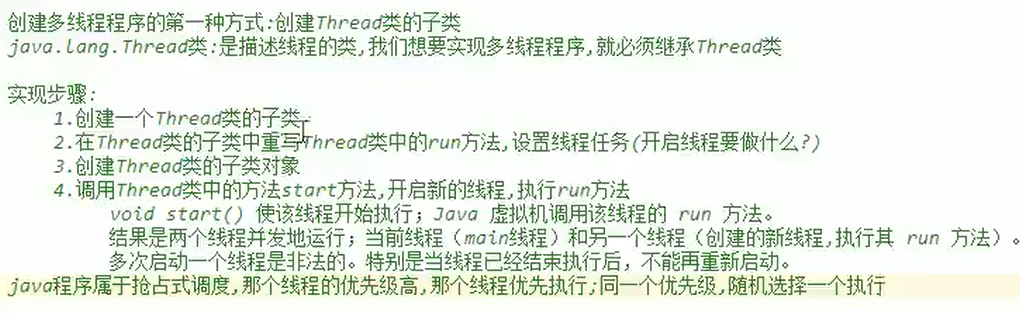 创建多线程程序的第一种方式:创建Thread类的子类
java.lang.Thread类:是描述线程的类,我们想要实现多线程程序,就必须继承Thread类
实现步骤:
1.创建一个Thread类的子类
2.在Thread类的子类中重写Thread类中的run方法,设置线程任务(开启线程要做什么?)
3.创建Thread类的子类对象
4.调用Thread类中的方法start方法,开启新的线程,执行run方法
void start() 使该线程开始执行；Java 虚拟机调用该线程的 run 方法。
结果是两个线程并发地运行；当前线程（main线程）和另一个线程（创建的新线程,执行其 run 方法）。
多次启动一个线程是非法的。特别是当线程已经结束执行后，不能再重新启动。
java程序属于抢占式调度,那个线程的优先级高,那个线程优先执行;同一个优先级,随机选择一个执行